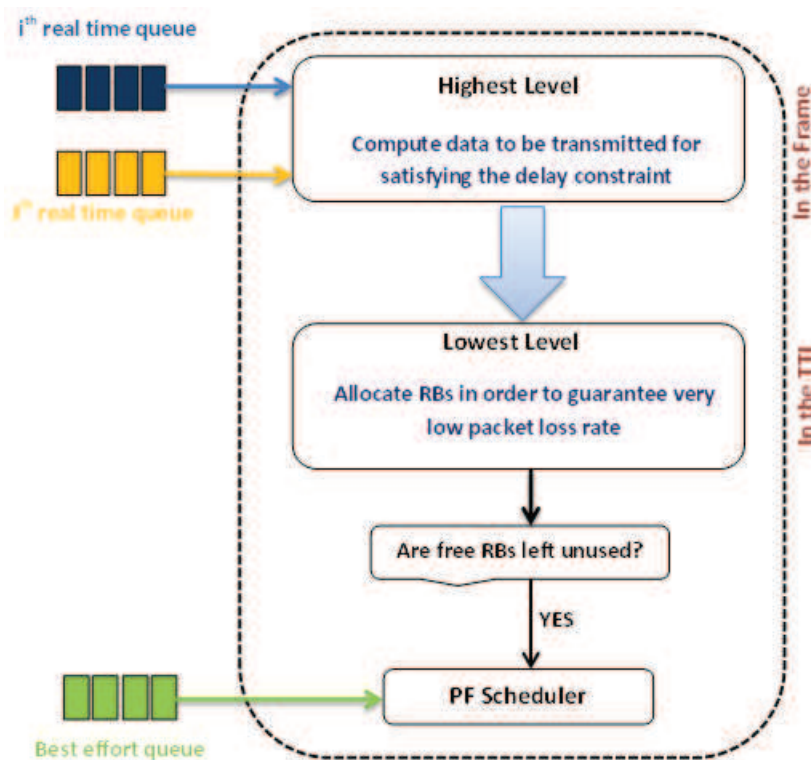 iᵗʰ real time queue
Highest Level
Compute data to be transmitted for
satisfying the delay constraint
real time queue
In the Frame
Lowest Level
Allocate RBs in order to guarantee very
low packet loss rate
In the TTI
Are free RBs left unused?
YES
PF Scheduler
Best effort queue